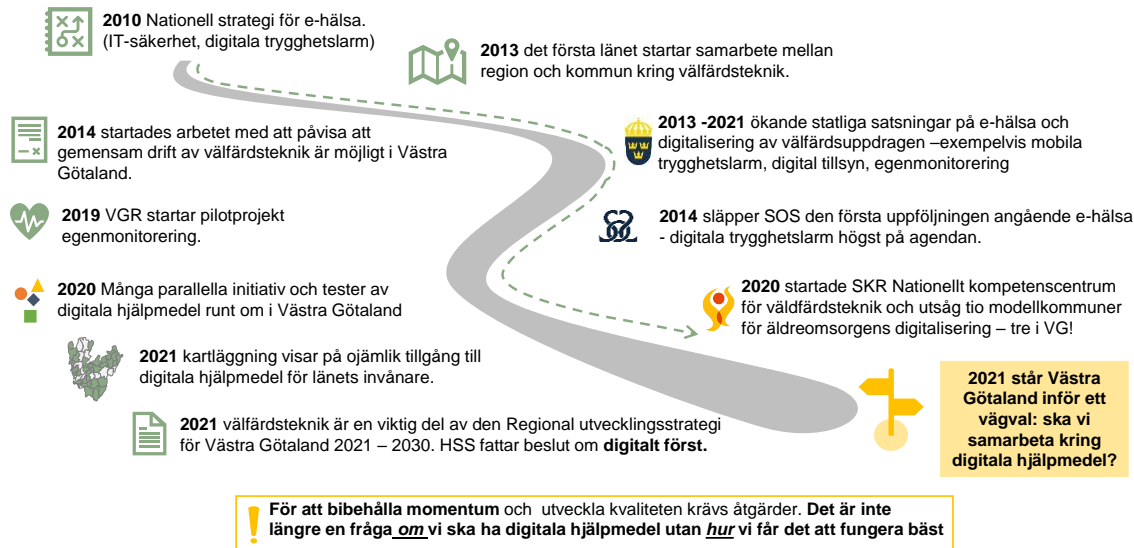 2010 Nationell strategi för e-hälsa.
(IT-säkerhet, digitala trygghetslarm)
2013 det första länet startar samarbete mellan
region och kommun kring välfärdsteknik.
2014 startades arbetet med att påvisa att
gemensam drift av välfärdsteknik är möjligt i Västra
Götaland.
2013 -2021 ökande statliga satsningar på e-hälsa och
digitalisering av välfärdsuppdragen –exempelvis mobila
trygghetslarm, digital tillsyn, egenmonitorering
2019 VGR startar pilotprojekt
egenmonitorering.
2014 släpper SOS den första uppföljningen angående e-hälsa
- digitala trygghetslarm högst på agendan.
2020 Många parallella initiativ och tester av
digitala hjälpmedel runt om i Västra Götaland
2020 startade SKR Nationellt kompetenscentrum
för väldfärdsteknik och utsåg tio modellkommuner
för äldreomsorgens digitalisering – tre i VG!
2021 kartläggning visar på ojämlik tillgång till
digitala hjälpmedel för länets invånare.
2021 välfärdsteknik är en viktig del av den Regional utvecklingsstrategi
för Västra Götaland 2021 – 2030. HSS fattar beslut om digitalt först.
2021 står Västra
Götaland inför ett
vägval: ska vi
samarbeta kring
digitala hjälpmedel?
För att bibehålla momentum och utveckla kvaliteten krävs åtgärder. Det är inte
längre en fråga om vi ska ha digitala hjälpmedel utan hur vi får det att fungera bäst